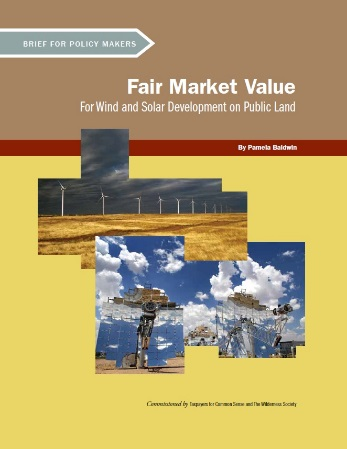 BRIEF FOR POLICY MAKERS
Fair Market Value
For Wind and Solar Development on Public Land
By Pamela Baldwin
Commissioned by Taxpayers for Common Sense and The Wilderness Society